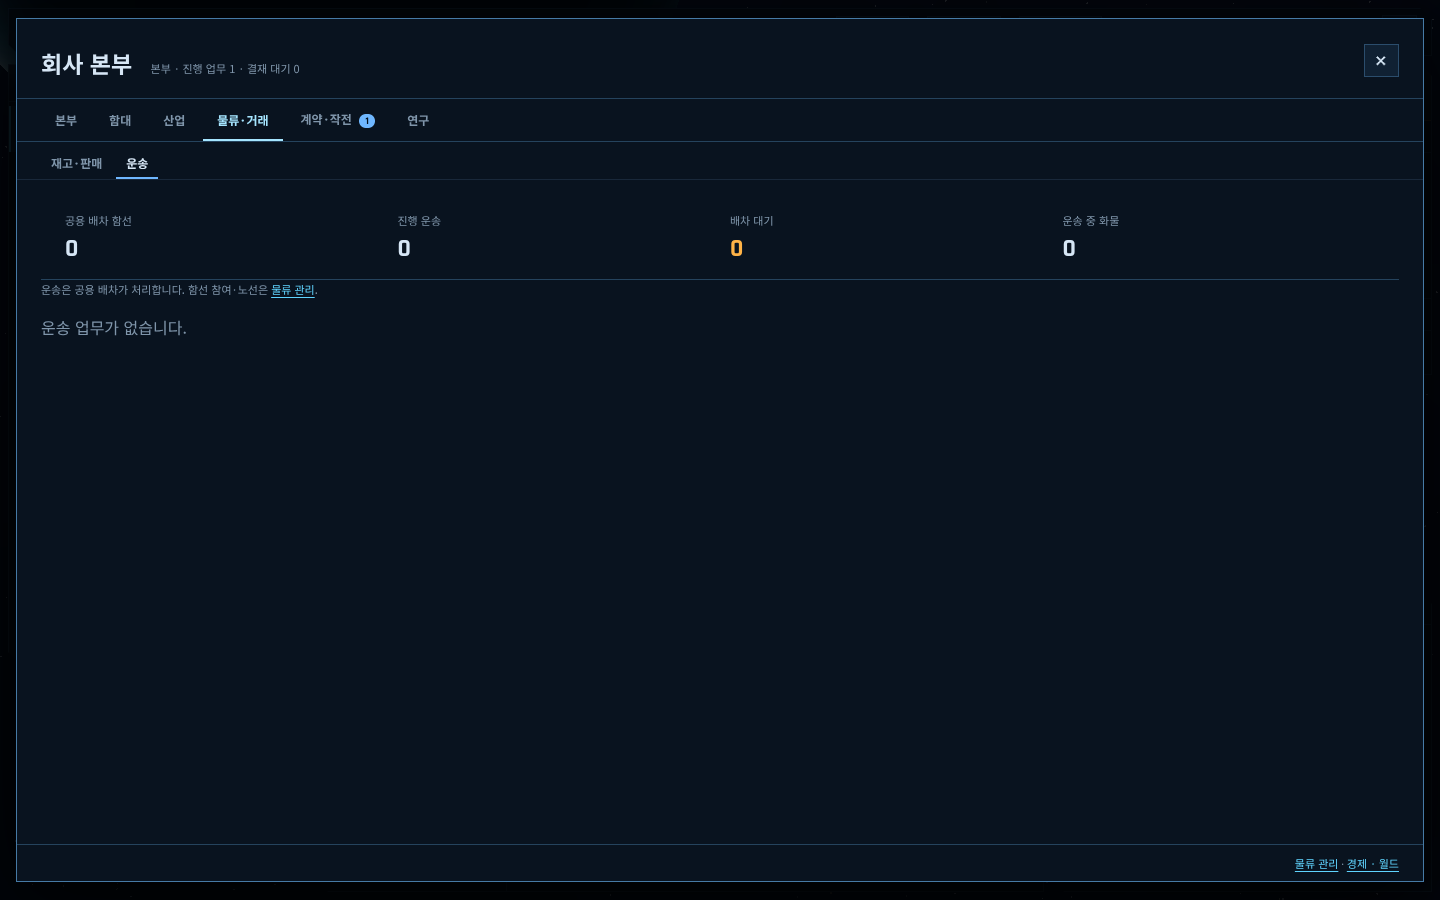 회사 본부 본부 · 진행 업무 1 · 결재 대기 0 ×
본부 함대 산업 물류·거래 계약·작전 1 연구
재고·판매 운송
공용 배차 함선 진행 운송 배차 대기 운송 중 화물
0 0 0 0
운송은 공용 배차가 처리합니다. 함선 참여·노선은 물류 관리.
운송 업무가 없습니다.
물류 관리 · 경제 · 월드